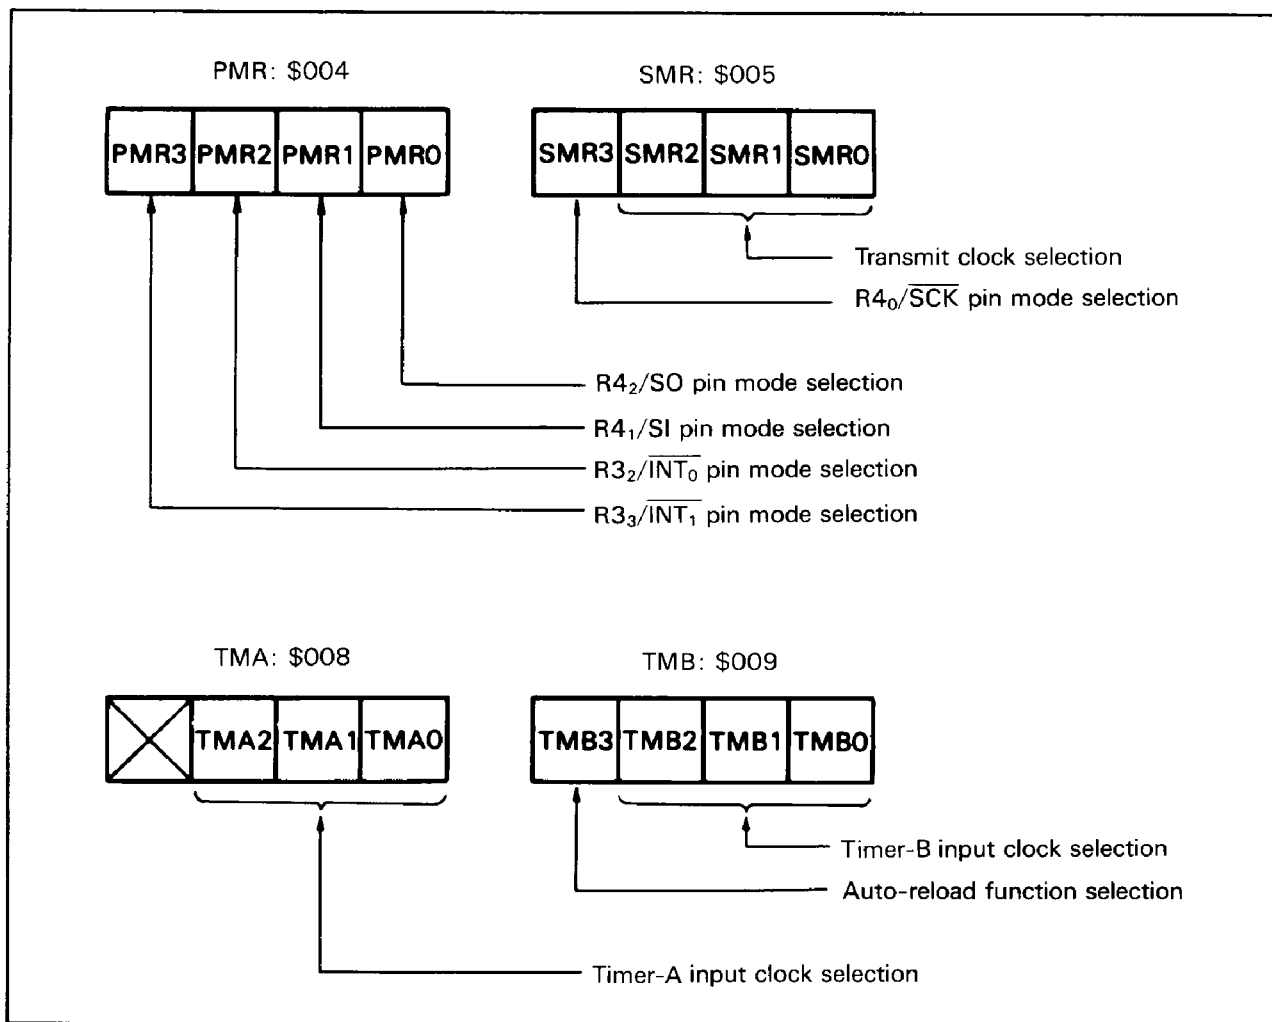 PMR: $004
PMR3 PMR2 PMR1 PMR0
R4₂/SO pin mode selection
R4₁/SI pin mode selection
R3₂/I̅N̅T̅₀̅ pin mode selection
R3₃/I̅N̅T̅₁̅ pin mode selection
SMR: $005
SMR3 SMR2 SMR1 SMR0
Transmit clock selection
R4₀/S̅C̅K̅ pin mode selection
TMA: $008
TMA2 TMA1 TMA0
Timer-A input clock selection
TMB: $009
TMB3 TMB2 TMB1 TMB0
Timer-B input clock selection
Auto-reload function selection